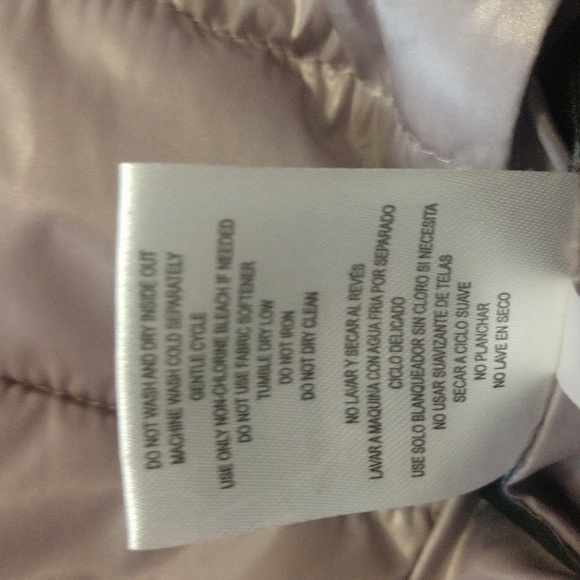 DO NOT WASH AND DRY INSIDE OUT
MACHINE WASH COLD SEPARATELY
GENTLE CYCLE
USE ONLY NON-CHLORINE BLEACH IF NEEDED
DO NOT USE FABRIC SOFTENER
TUMBLE DRY LOW
DO NOT IRON
DO NOT DRY CLEAN
NO LAVAR Y SECAR AL REVÉS
LAVAR A MAQUINA CON AGUA FRIA POR SEPARADO
CICLO DELICADO
USE SOLO BLANQUEADOR SIN CLORO SI NECESITA
NO USAR SUAVIZANTE DE TELAS
SECAR A CICLO SUAVE
NO PLANCHAR
NO LAVE EN SECO